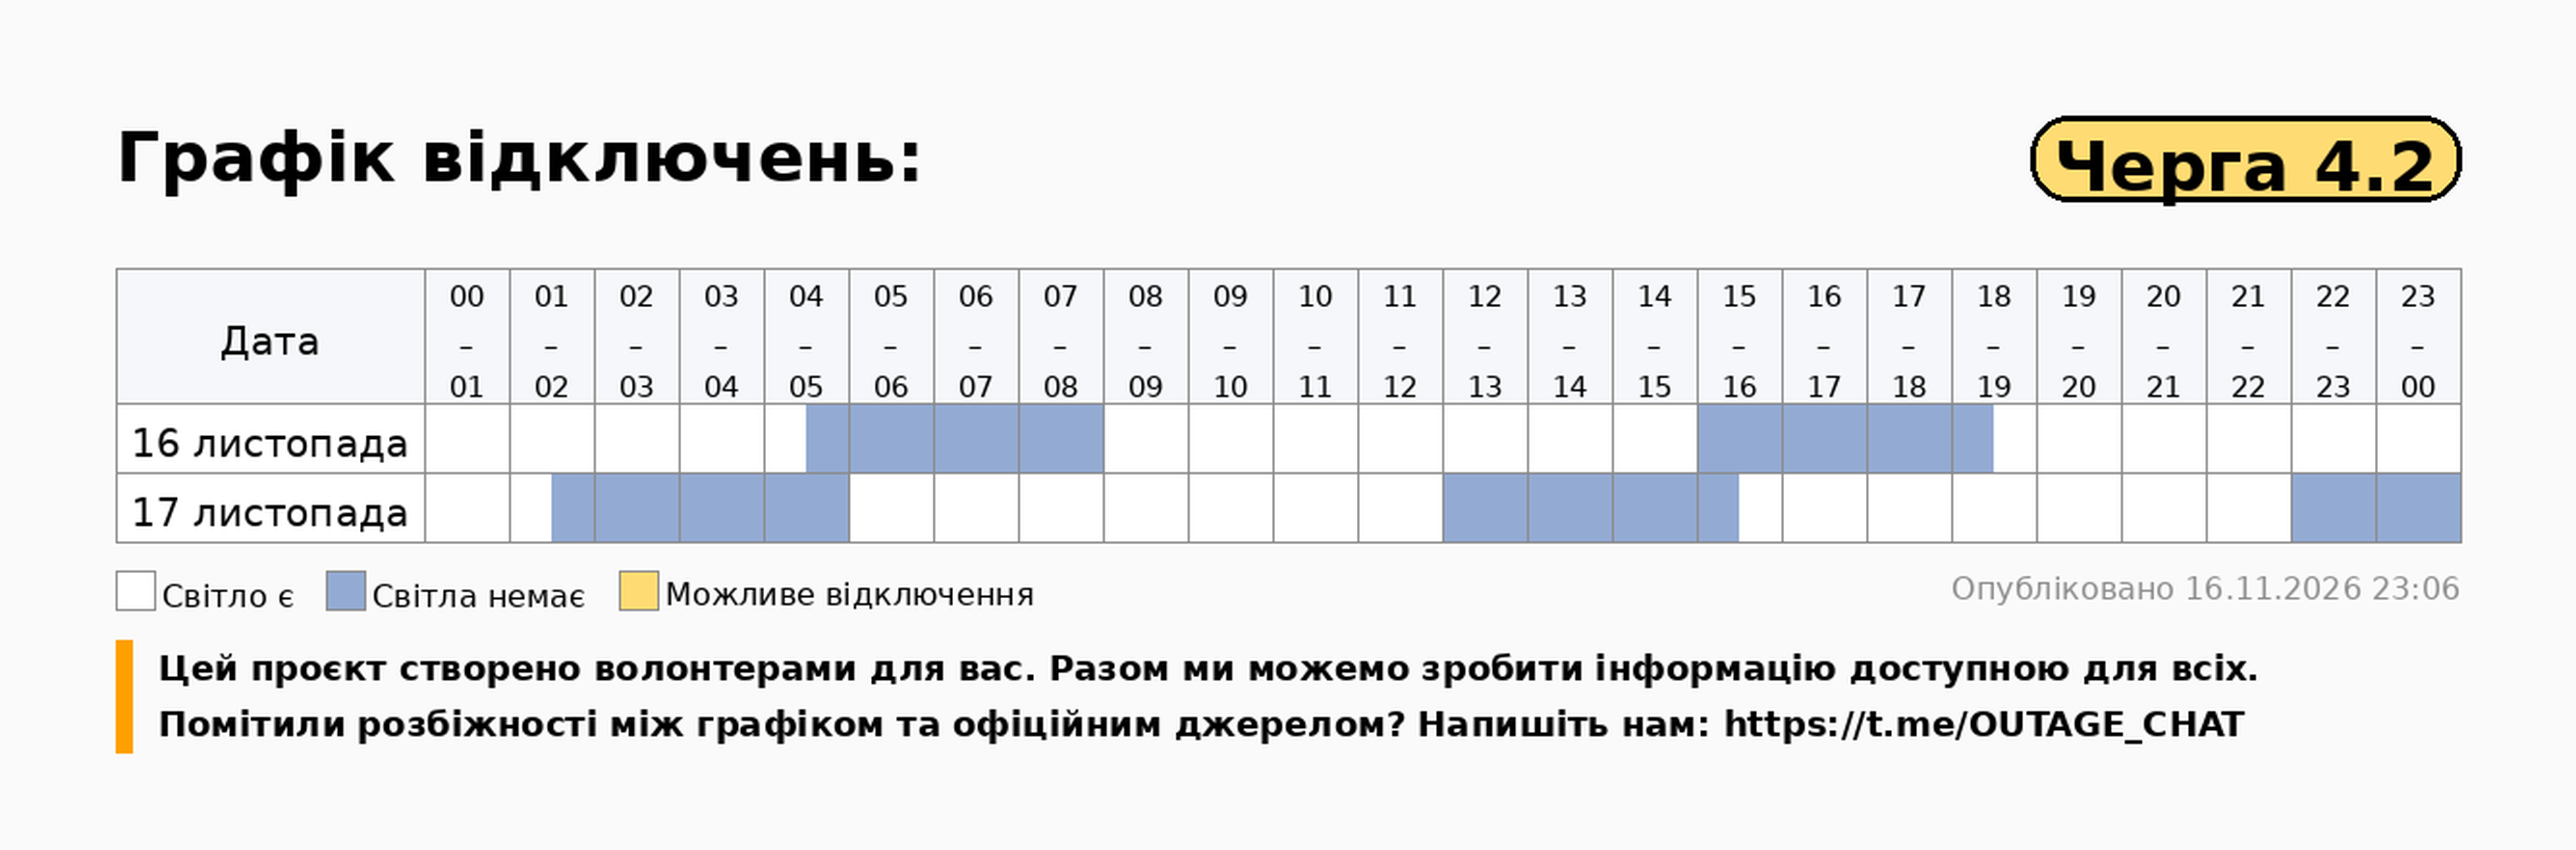 Графік відключень:
Черга 4.2
Дата
00 – 01
01 – 02
02 – 03
03 – 04
04 – 05
05 – 06
06 – 07
07 – 08
08 – 09
09 – 10
10 – 11
11 – 12
12 – 13
13 – 14
14 – 15
15 – 16
16 – 17
17 – 18
18 – 19
19 – 20
20 – 21
21 – 22
22 – 23
23 – 00
16 листопада
17 листопада
Світло є
Світла немає
Можливе відключення
Опубліковано 16.11.2026 23:06
Цей проєкт створено волонтерами для вас. Разом ми можемо зробити інформацію доступною для всіх.
Помітили розбіжності між графіком та офіційним джерелом? Напишіть нам: https://t.me/OUTAGE_CHAT